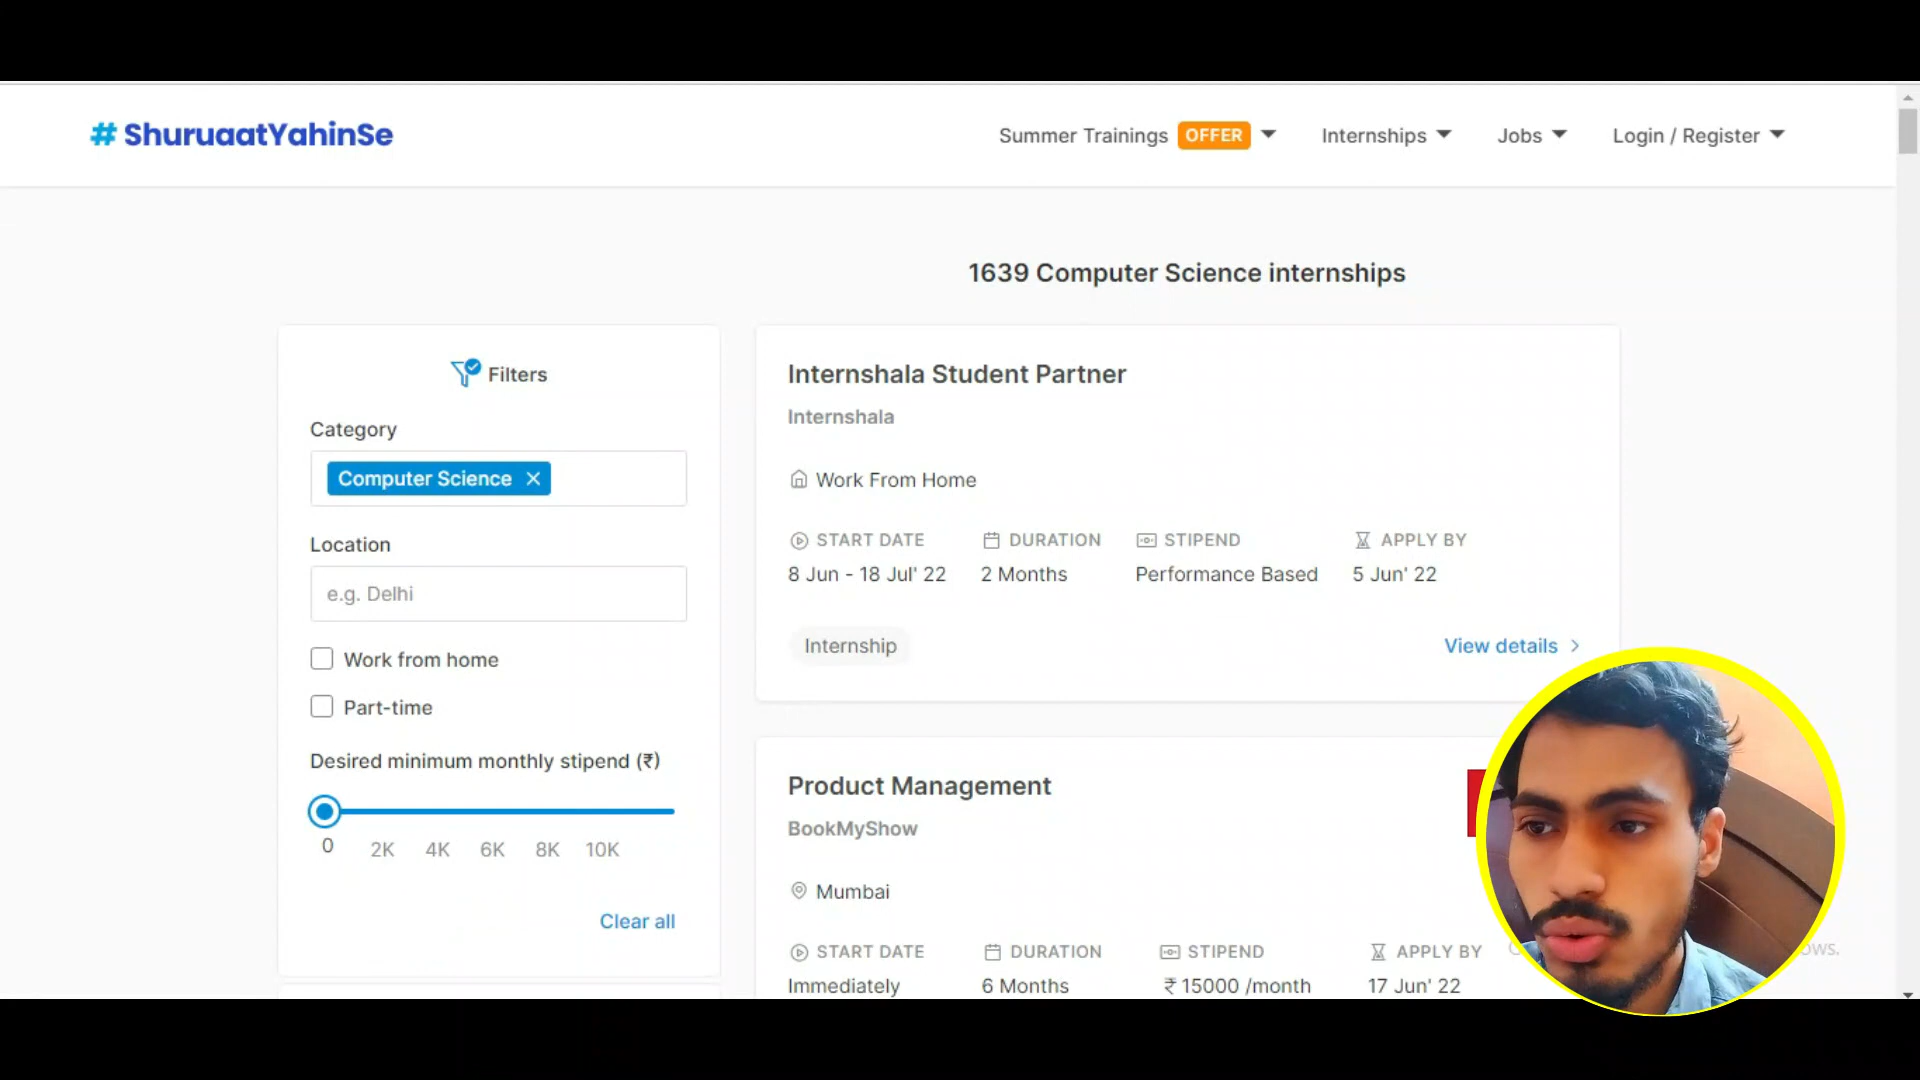 # ShuruaatYahinSe
Summer Trainings OFFER Internships Jobs Login / Register
1639 Computer Science internships
Filters
Category
Computer Science ×
Location
e.g. Delhi
Work from home
Part-time
Desired minimum monthly stipend (₹)
0 2K 4K 6K 8K 10K
Clear all
Internshala Student Partner
Internshala
Work From Home
START DATE DURATION STIPEND APPLY BY
8 Jun - 18 Jul' 22 2 Months Performance Based 5 Jun' 22
Internship
View details >
Product Management
BookMyShow
Mumbai
START DATE DURATION STIPEND APPLY BY
Immediately 6 Months ₹ 15000 /month 17 Jun' 22